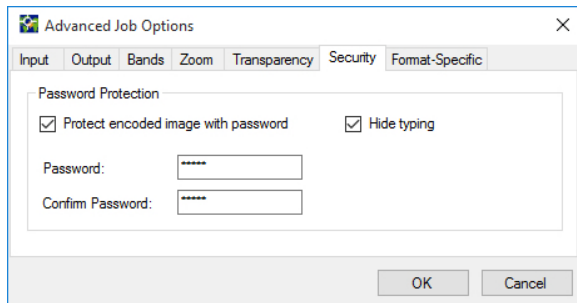 Advanced Job Options
Input Output Bands Zoom Transparency Security Format-Specific
Password Protection
Protect encoded image with password Hide typing
Password: *****
Confirm Password: *****
OK Cancel